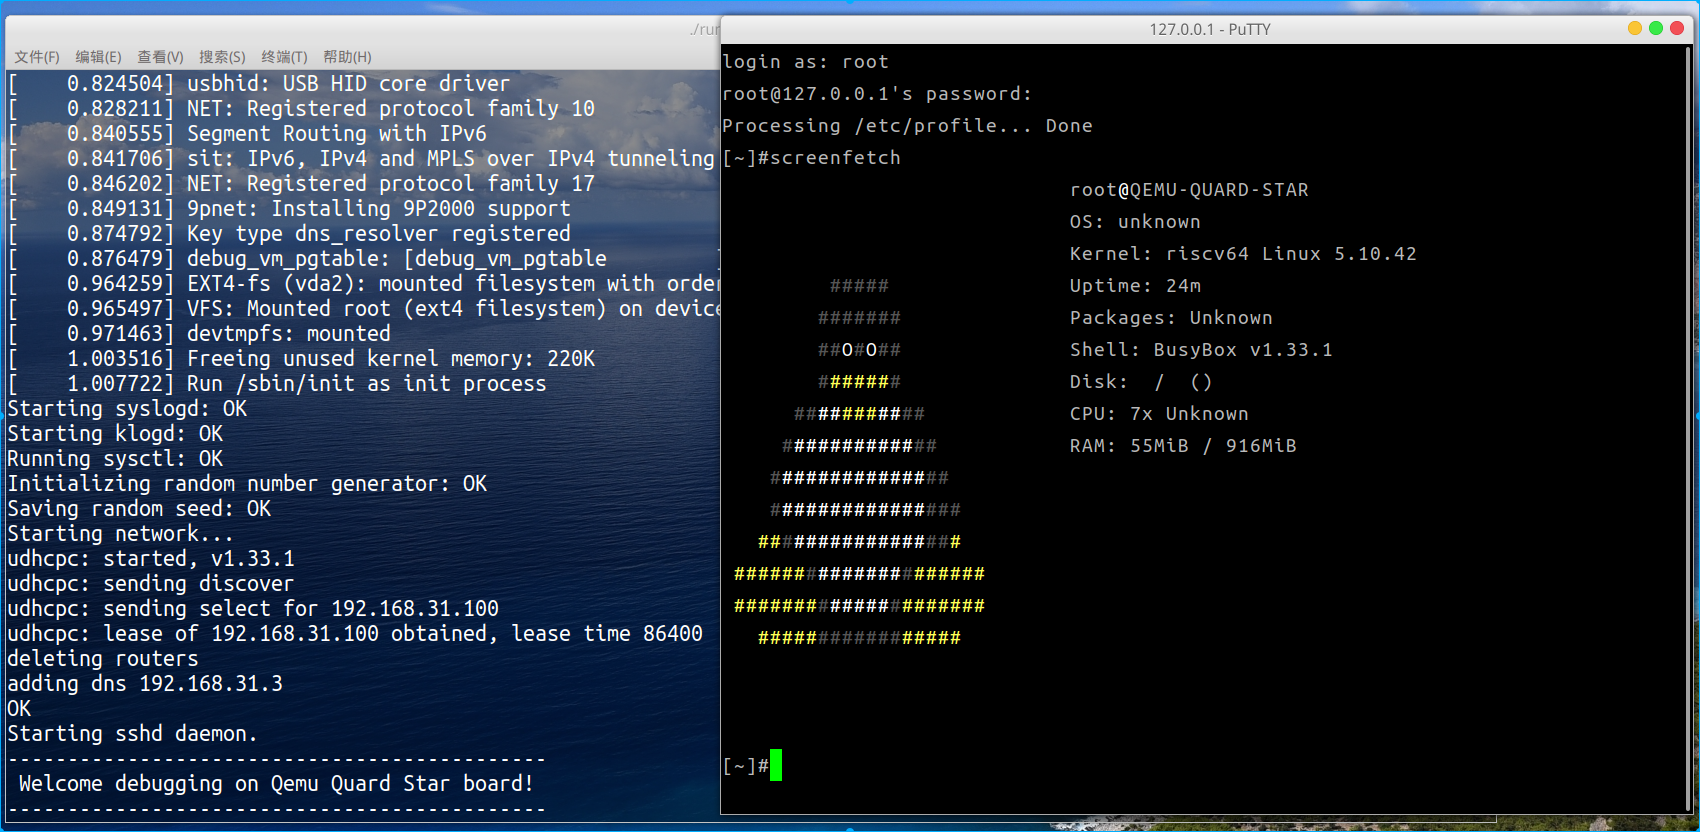 ./run
文件(F) 编辑(E) 查看(V) 搜索(S) 终端(T) 帮助(H)
[    0.824504] usbhid: USB HID core driver
[    0.828211] NET: Registered protocol family 10
[    0.840555] Segment Routing with IPv6
[    0.841706] sit: IPv6, IPv4 and MPLS over IPv4 tunneling
[    0.846202] NET: Registered protocol family 17
[    0.849131] 9pnet: Installing 9P2000 support
[    0.874792] Key type dns_resolver registered
[    0.876479] debug_vm_pgtable: [debug_vm_pgtable         ]
[    0.964259] EXT4-fs (vda2): mounted filesystem with order
[    0.965497] VFS: Mounted root (ext4 filesystem) on device
[    0.971463] devtmpfs: mounted
[    1.003516] Freeing unused kernel memory: 220K
[    1.007722] Run /sbin/init as init process
Starting syslogd: OK
Starting klogd: OK
Running sysctl: OK
Initializing random number generator: OK
Saving random seed: OK
Starting network...
udhcpc: started, v1.33.1
udhcpc: sending discover
udhcpc: sending select for 192.168.31.100
udhcpc: lease of 192.168.31.100 obtained, lease time 86400
deleting routers
adding dns 192.168.31.3
OK
Starting sshd daemon.
---------------------------------------------
 Welcome debugging on Qemu Quard Star board!
---------------------------------------------
127.0.0.1 - PuTTY
login as: root
root@127.0.0.1's password:
Processing /etc/profile... Done
[~]#screenfetch
                             root@QEMU-QUARD-STAR
                             OS: unknown
                             Kernel: riscv64 Linux 5.10.42
         #####               Uptime: 24m
        #######              Packages: Unknown
        ##O#O##              Shell: BusyBox v1.33.1
        #######              Disk:  /  ()
      ###########            CPU: 7x Unknown
     #############           RAM: 55MiB / 916MiB
    ###############
    ################
   #################
 #####################
 #####################
   #################
[~]#